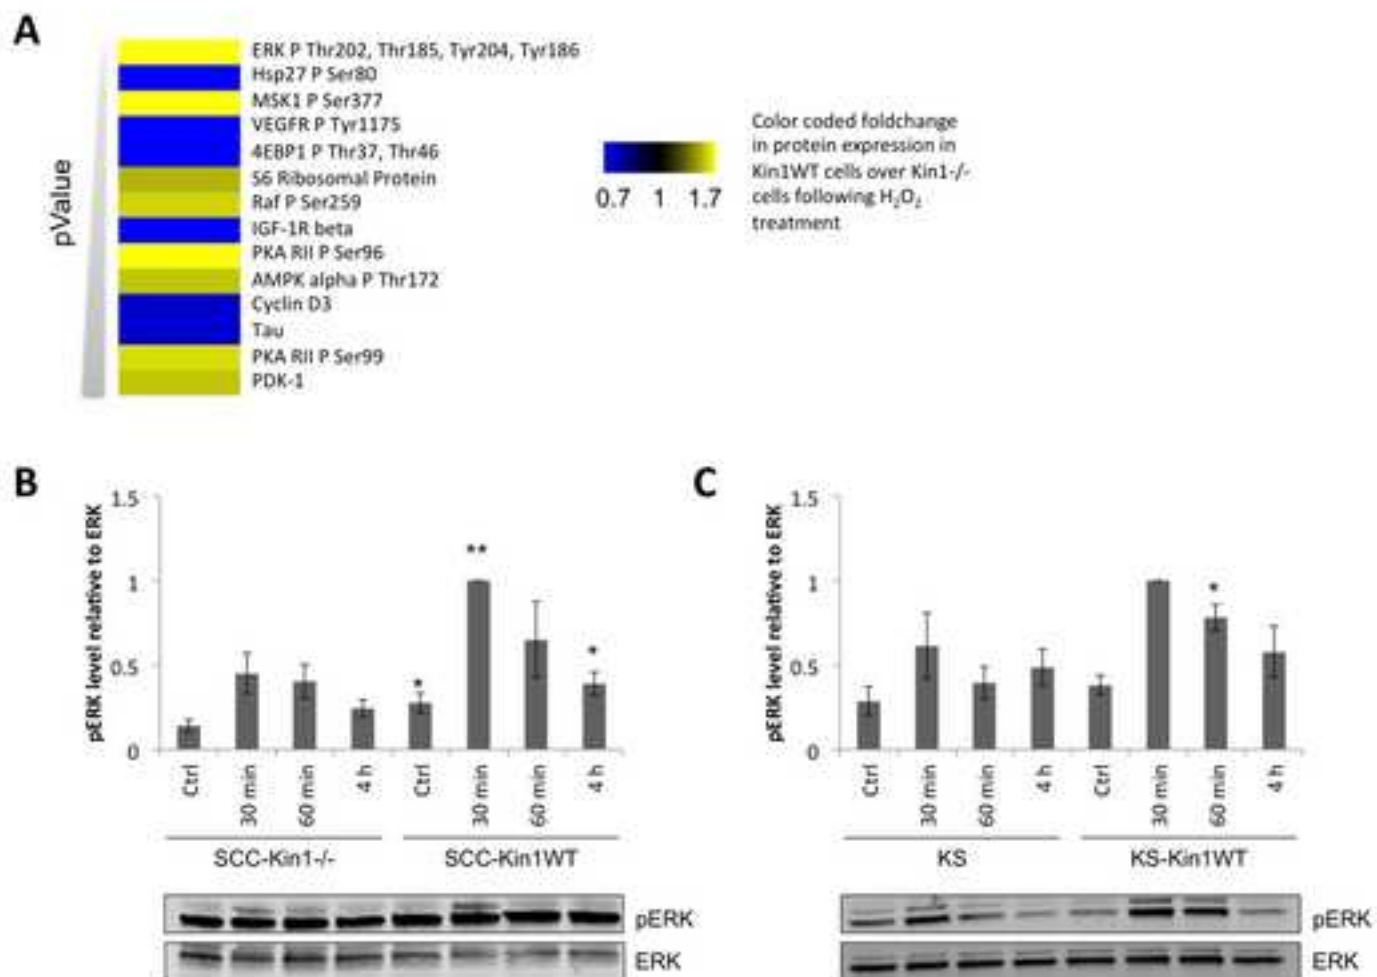 A
pValue
ERK P Thr202, Thr185, Tyr204, Tyr186
Hsp27 P Ser80
MSK1 P Ser377
VEGFR P Tyr1175
4EBP1 P Thr37, Thr46
S6 Ribosomal Protein
Raf P Ser259
IGF-1R beta
PKA RII P Ser96
AMPK alpha P Thr172
Cyclin D3
Tau
PKA RII P Ser99
PDK-1
0.7 1 1.7
Color coded foldchange
in protein expression in
Kin1WT cells over Kin1-/-
cells following H₂O₂
treatment
B
pERK level relative to ERK
1.5
1
0.5
0
*
**
*
Ctrl
30 min
60 min
4 h
Ctrl
30 min
60 min
4 h
SCC-Kin1-/-
SCC-Kin1WT
pERK
ERK
C
pERK level relative to ERK
1.5
1
0.5
0
*
Ctrl
30 min
60 min
4 h
Ctrl
30 min
60 min
4 h
KS
KS-Kin1WT
pERK
ERK